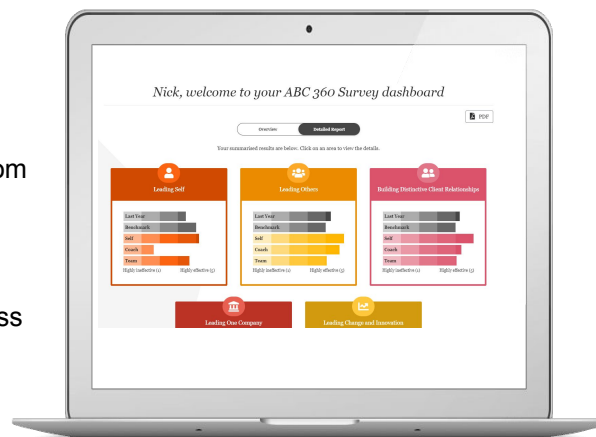 om
ss
Nick, welcome to your ABC 360 Survey dashboard
PDF
Overview Detailed Report
Your summarised results are below. Click on an area to view the details.
Leading Self
Last Year
Benchmark
Self
Coach
Team
Highly ineffective (1) Highly effective (5)
Leading Others
Last Year
Benchmark
Self
Coach
Team
Highly ineffective (1) Highly effective (5)
Building Distinctive Client Relationships
Last Year
Benchmark
Self
Coach
Team
Highly ineffective (1) Highly effective (5)
Leading One Company
Leading Change and Innovation